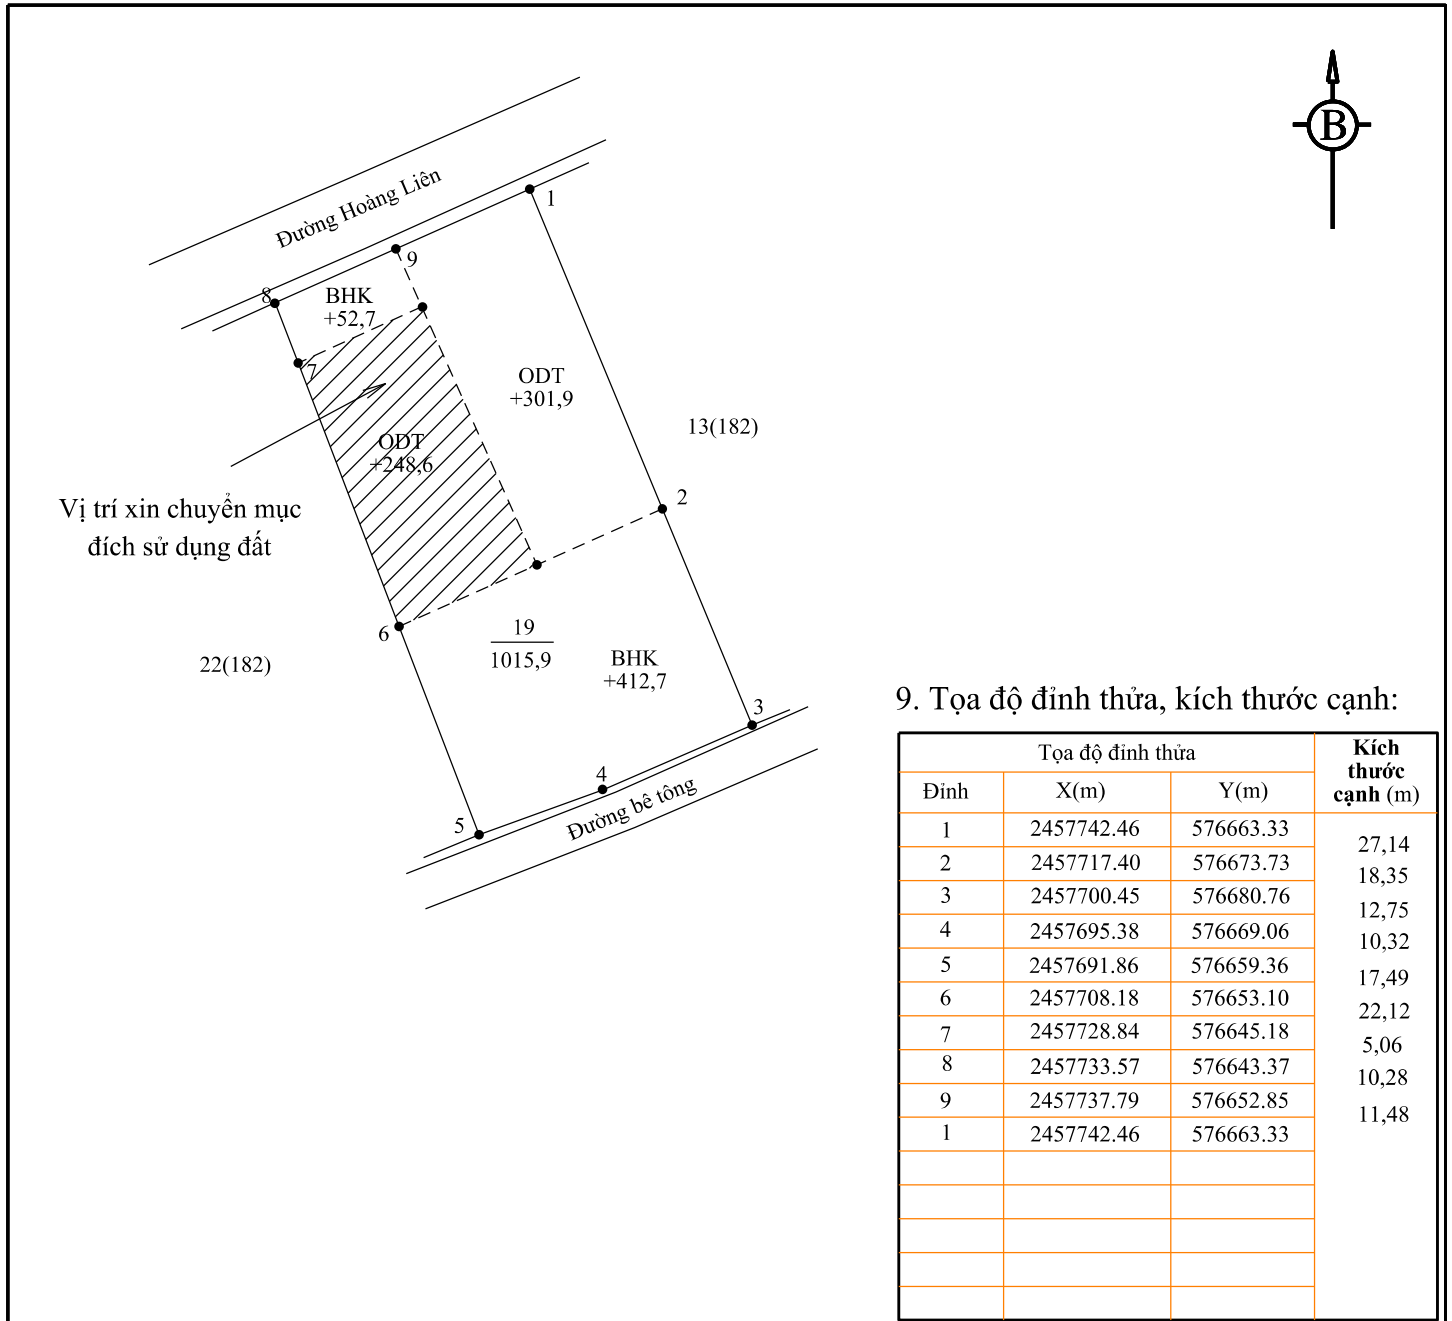 B
Đường Hoàng Liên
1
9
8
BHK
+52,7
7
ODT
+301,9
13(182)
ODT
+248,6
2
Vị trí xin chuyển mục
đích sử dụng đất
6
19
1015,9
22(182)
BHK
+412,7
3
4
5
Đường bê tông
9. Tọa độ đỉnh thửa, kích thước cạnh:
Tọa độ đỉnh thửa
Kích
thước
cạnh (m)
Đỉnh X(m) Y(m)
1 2457742.46 576663.33
27,14
2 2457717.40 576673.73
18,35
3 2457700.45 576680.76
12,75
4 2457695.38 576669.06
10,32
5 2457691.86 576659.36
17,49
6 2457708.18 576653.10
22,12
7 2457728.84 576645.18
5,06
8 2457733.57 576643.37
10,28
9 2457737.79 576652.85
11,48
1 2457742.46 576663.33